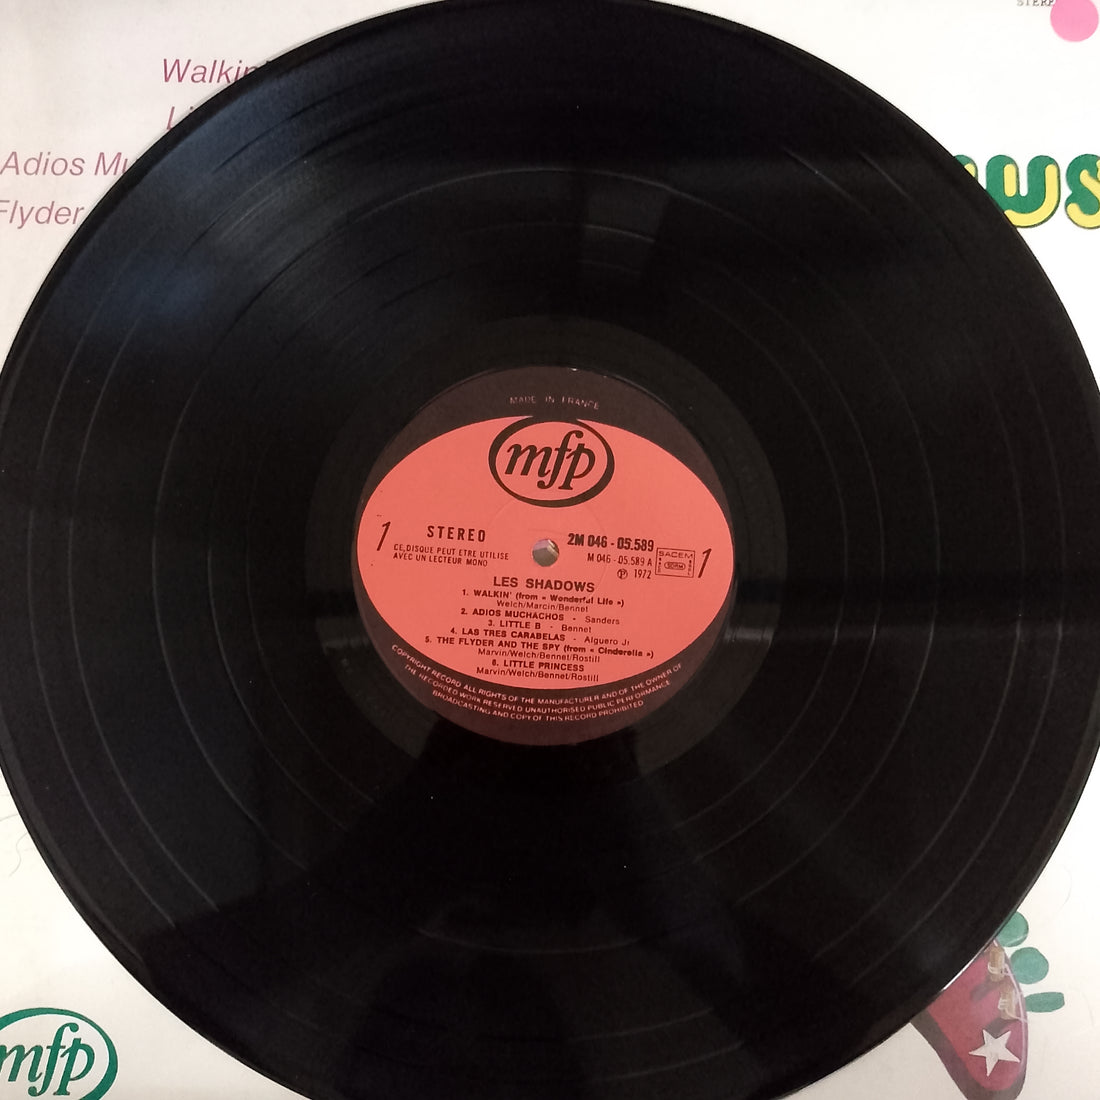 STERE
Walkin'
Adios Mu
Flyder
ws
MADE IN FRANCE
mfp
1
STEREO
CE DISQUE PEUT ETRE UTILISE
AVEC UN LECTEUR MONO
2M 046 - 05.589
M 046 - 05.589 A
℗ 1972
SACEM
SDRM
1
LES SHADOWS
1. WALKIN' (from « Wonderful Life »)
Welch/Marcin/Bennet
2. ADIOS MUCHACHOS - Sanders
3. LITTLE B - Bennet
4. LAS TRES CARABELAS - Alguero Jr
5. THE FLYDER AND THE SPY (from « Cinderella »)
Marvin/Welch/Bennet/Rostill
6. LITTLE PRINCESS
Marvin/Welch/Bennet/Rostill
COPYRIGHT RECORD ALL RIGHTS OF THE MANUFACTURER AND OF THE OWNER OF
THE RECORDED WORK RESERVED UNAUTHORISED PUBLIC PERFORMANCE
BROADCASTING AND COPY OF THIS RECORD PROHIBITED
mfp